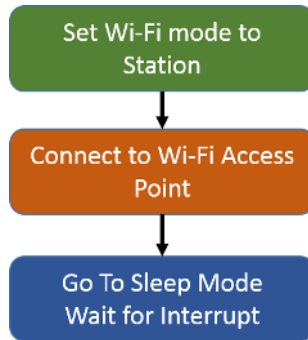 Set Wi-Fi mode to
Station
Connect to Wi-Fi Access
Point
Go To Sleep Mode
Wait for Interrupt